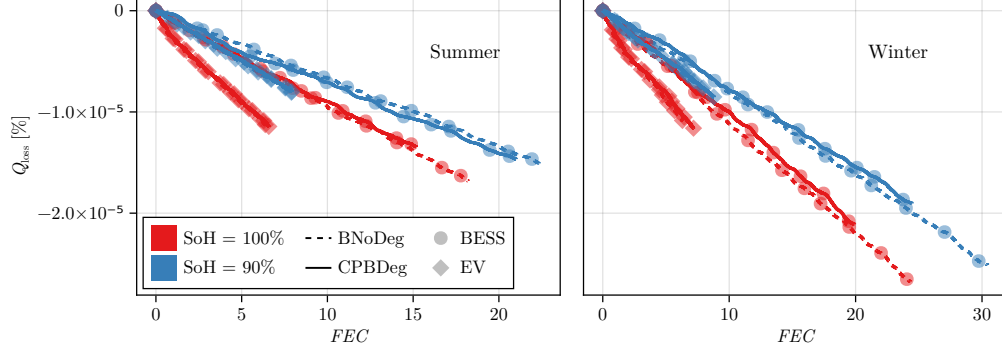 0
−1.0×10⁻⁵
−2.0×10⁻⁵
Q_loss [%]
Summer
Winter
SoH = 100%
BNoDeg
BESS
SoH = 90%
CPBDeg
EV
0 5 10 15 20
0 10 20 30
FEC
FEC